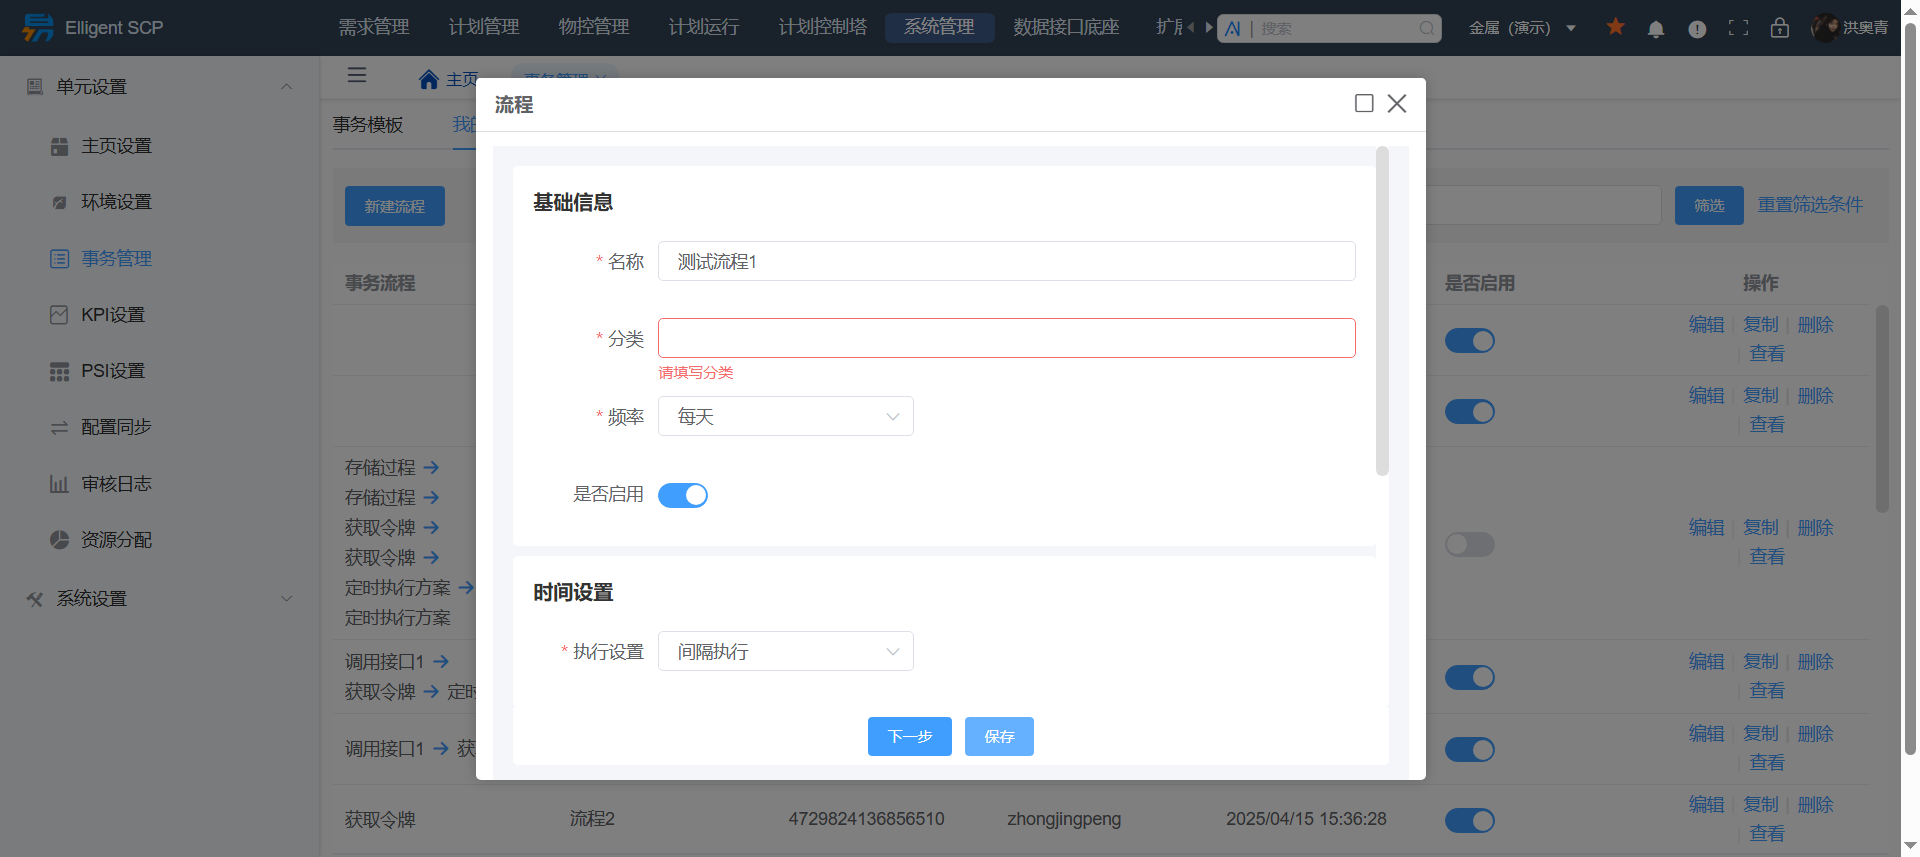 Elligent SCP
需求管理 计划管理 物控管理 计划运行 计划控制塔 系统管理 数据接口底座
AI | 搜索
金属（演示）
洪奥青
单元设置
主页设置
环境设置
事务管理
KPI设置
PSI设置
配置同步
审核日志
资源分配
系统设置
主页
事务模板
新建流程
筛选 重置筛选条件
事务流程 是否启用 操作
编辑 复制 删除
查看
编辑 复制 删除
查看
存储过程 →
存储过程 →
获取令牌 →
获取令牌 →
定时执行方案 →
定时执行方案
编辑 复制 删除
查看
调用接口1 →
获取令牌 → 定时
编辑 复制 删除
查看
调用接口1 → 获
编辑 复制 删除
查看
获取令牌 流程2 4729824136856510 zhongjingpeng 2025/04/15 15:36:28
编辑 复制 删除
查看
流程
基础信息
* 名称 测试流程1
* 分类
请填写分类
* 频率 每天
是否启用
时间设置
* 执行设置 间隔执行
下一步 保存